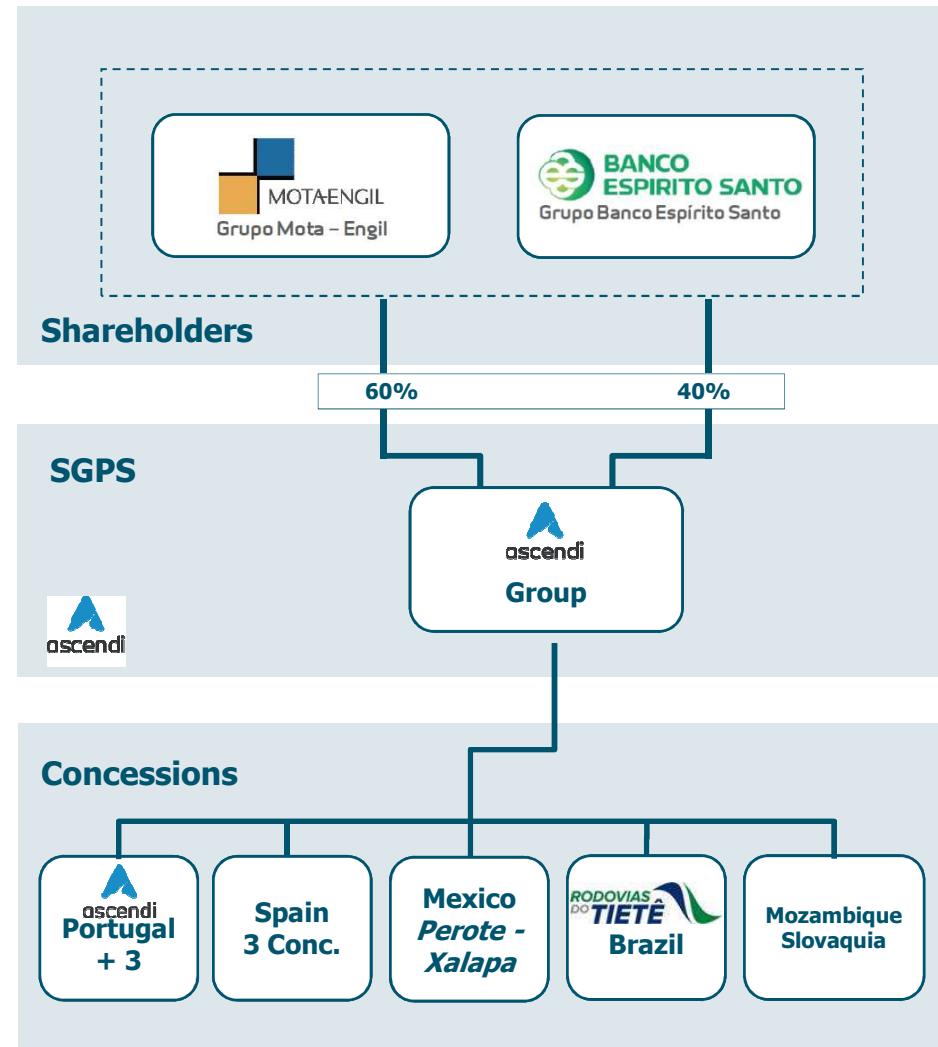 MOTA-ENGIL
Grupo Mota – Engil
BANCO
ESPIRITO SANTO
Grupo Banco Espírito Santo
Shareholders
60%
40%
SGPS
ascendi
Group
ascendi
Concessions
ascendi
Portugal
+ 3
Spain
3 Conc.
Mexico
Perote -
Xalapa
RODOVIAS
DO TIETÊ
Brazil
Mozambique
Slovaquia